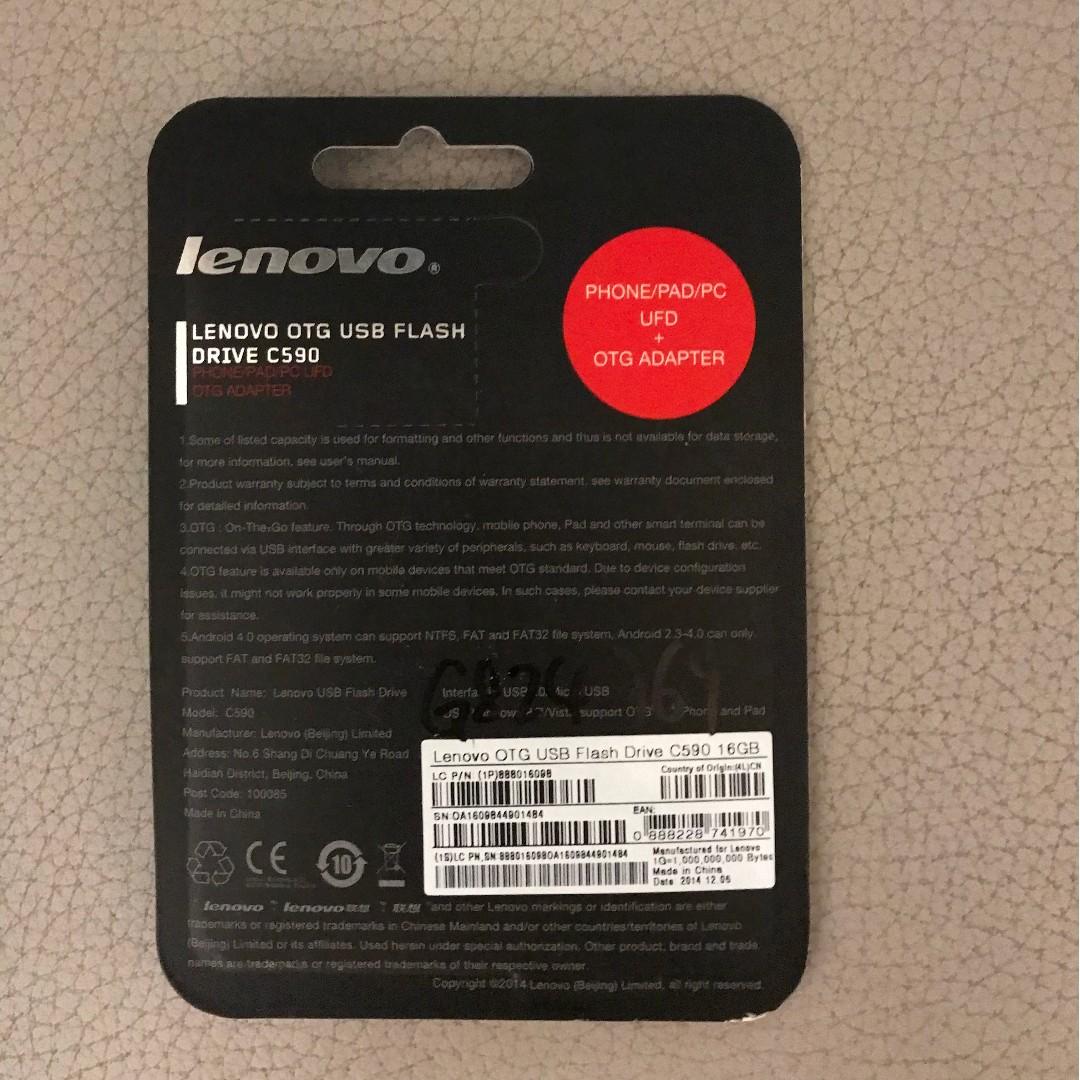 lenovo®
LENOVO OTG USB FLASH
DRIVE C590
PHONE/PAD/PC UFD
OTG ADAPTER
PHONE/PAD/PC
UFD
+
OTG ADAPTER
1.Some of listed capacity is used for formatting and other functions and thus is not available for data storage,
for more information, see user's manual.
2.Product warranty subject to terms and conditions of warranty statement, see warranty document enclosed
for detailed information.
3.OTG : On-The-Go feature. Through OTG technology, mobile phone, Pad and other smart terminal can be
connected via USB interface with greater variety of peripherals, such as keyboard, mouse, flash drive, etc.
4.OTG feature is available only on mobile devices that meet OTG standard. Due to device configuration
issues, it might not work properly in some mobile devices. In such cases, please contact your device supplier
for assistance.
5.Android 4.0 operating system can support NTFS, FAT and FAT32 file system, Android 2.3-4.0 can only
support FAT and FAT32 file system.
Product Name: Lenovo USB Flash Drive
Model: C590
Manufacturer: Lenovo (Beijing) Limited
Address: No.6 Shang Di Chuang Ye Road
Haidian District, Beijing, China
Post Code: 100085
Made in China
USB
support Phone and Pad
Lenovo OTG USB Flash Drive C590 16GB
LC P/N (1P)888016098
Country of Origin:(4L)CN
SN:OA1609844901484
EAN:
0 888228 741970
(1S)LC PN,SN:888016098OA1609844901484
Manufactured for Lenovo
1G=1,000,000,000 Bytes
Made in China
Date 2014.12.05
CE
10
lenovo lenovo联想 联想 "and other Lenovo markings or identification are either
trademarks or registered trademarks in Chinese Mainland and/or other countries/territories of Lenovo
(Beijing) Limited or its affiliates. Used herein under special authorization. Other product, brand and trade
names are trademarks or registered trademarks of their respective owner.
Copyright ©2014 Lenovo (Beijing) Limited, all right reserved.